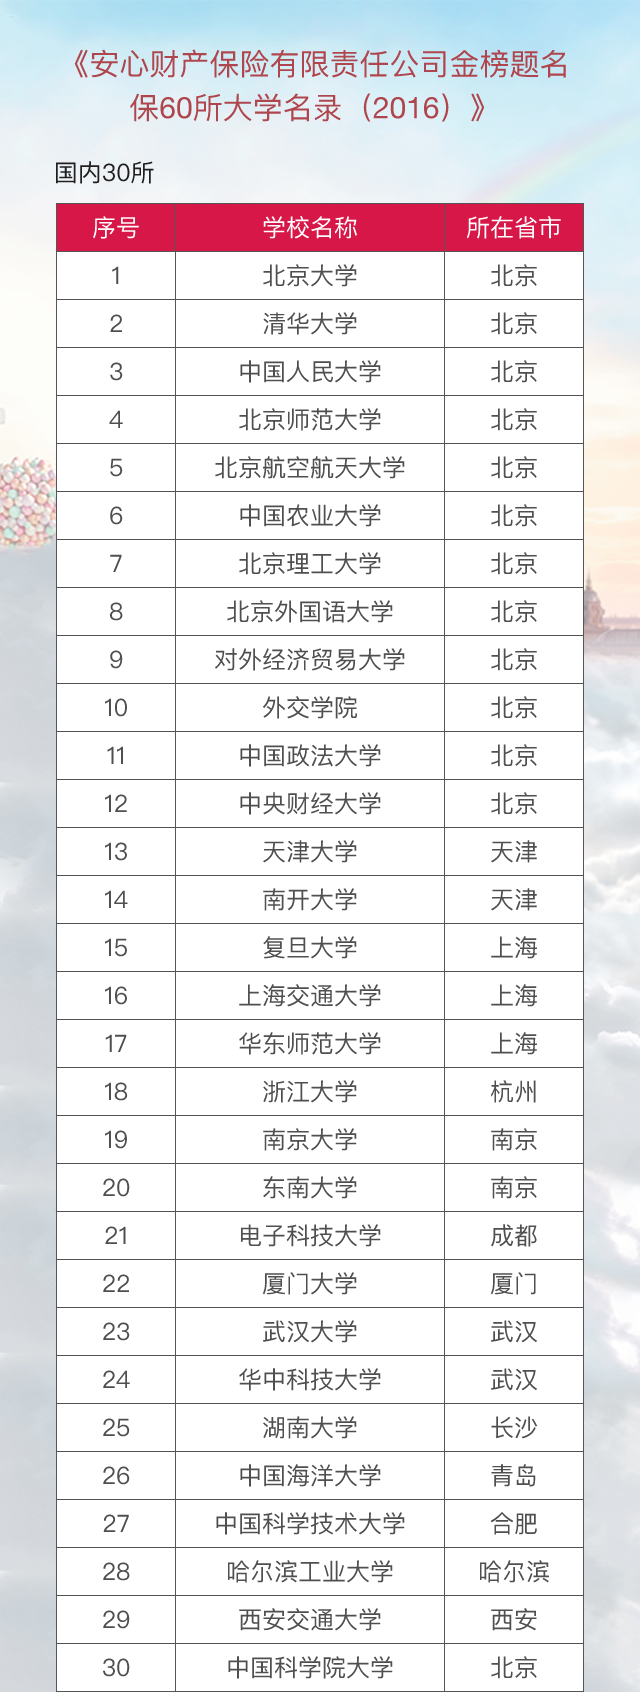 《安心财产保险有限责任公司金榜题名
保60所大学名录（2016）》
国内30所
序号 学校名称 所在省市
1 北京大学 北京
2 清华大学 北京
3 中国人民大学 北京
4 北京师范大学 北京
5 北京航空航天大学 北京
6 中国农业大学 北京
7 北京理工大学 北京
8 北京外国语大学 北京
9 对外经济贸易大学 北京
10 外交学院 北京
11 中国政法大学 北京
12 中央财经大学 北京
13 天津大学 天津
14 南开大学 天津
15 复旦大学 上海
16 上海交通大学 上海
17 华东师范大学 上海
18 浙江大学 杭州
19 南京大学 南京
20 东南大学 南京
21 电子科技大学 成都
22 厦门大学 厦门
23 武汉大学 武汉
24 华中科技大学 武汉
25 湖南大学 长沙
26 中国海洋大学 青岛
27 中国科学技术大学 合肥
28 哈尔滨工业大学 哈尔滨
29 西安交通大学 西安
30 中国科学院大学 北京